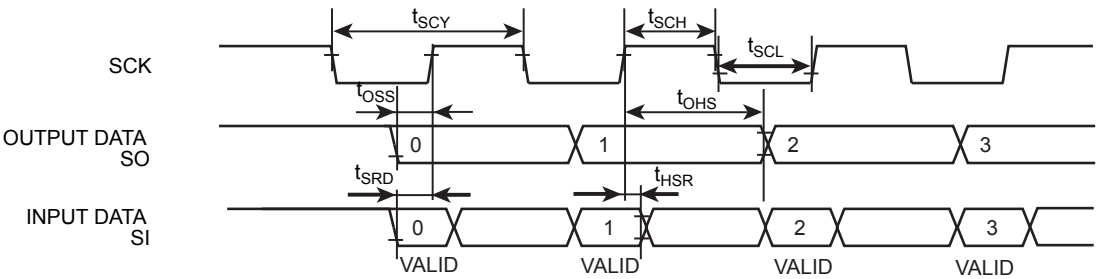 tSCY
tSCH
tSCL
SCK
tOSS
tOHS
OUTPUT DATA
SO
0
1
2
3
tSRD
tHSR
INPUT DATA
SI
0
1
2
3
VALID
VALID
VALID
VALID